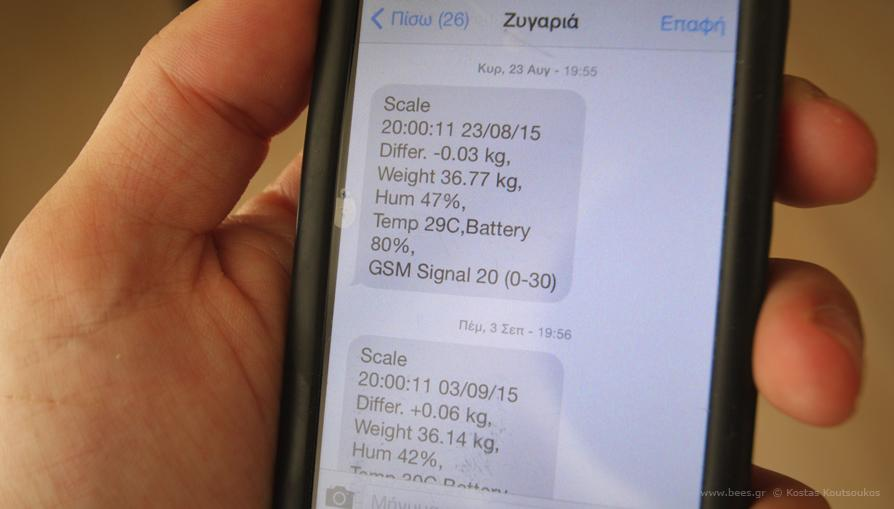 Πίσω (26) Ζυγαριά Επαφή
Κυρ, 23 Αυγ - 19:55
Scale
20:00:11 23/08/15
Differ. -0.03 kg,
Weight 36.77 kg,
Hum 47%,
Temp 29C,Battery
80%,
GSM Signal 20 (0-30)
Πέμ, 3 Σεπ - 19:56
Scale
20:00:11 03/09/15
Differ. +0.06 kg,
Weight 36.14 kg,
Hum 42%,
Battery
www.bees.gr © Kostas Koutsoukos